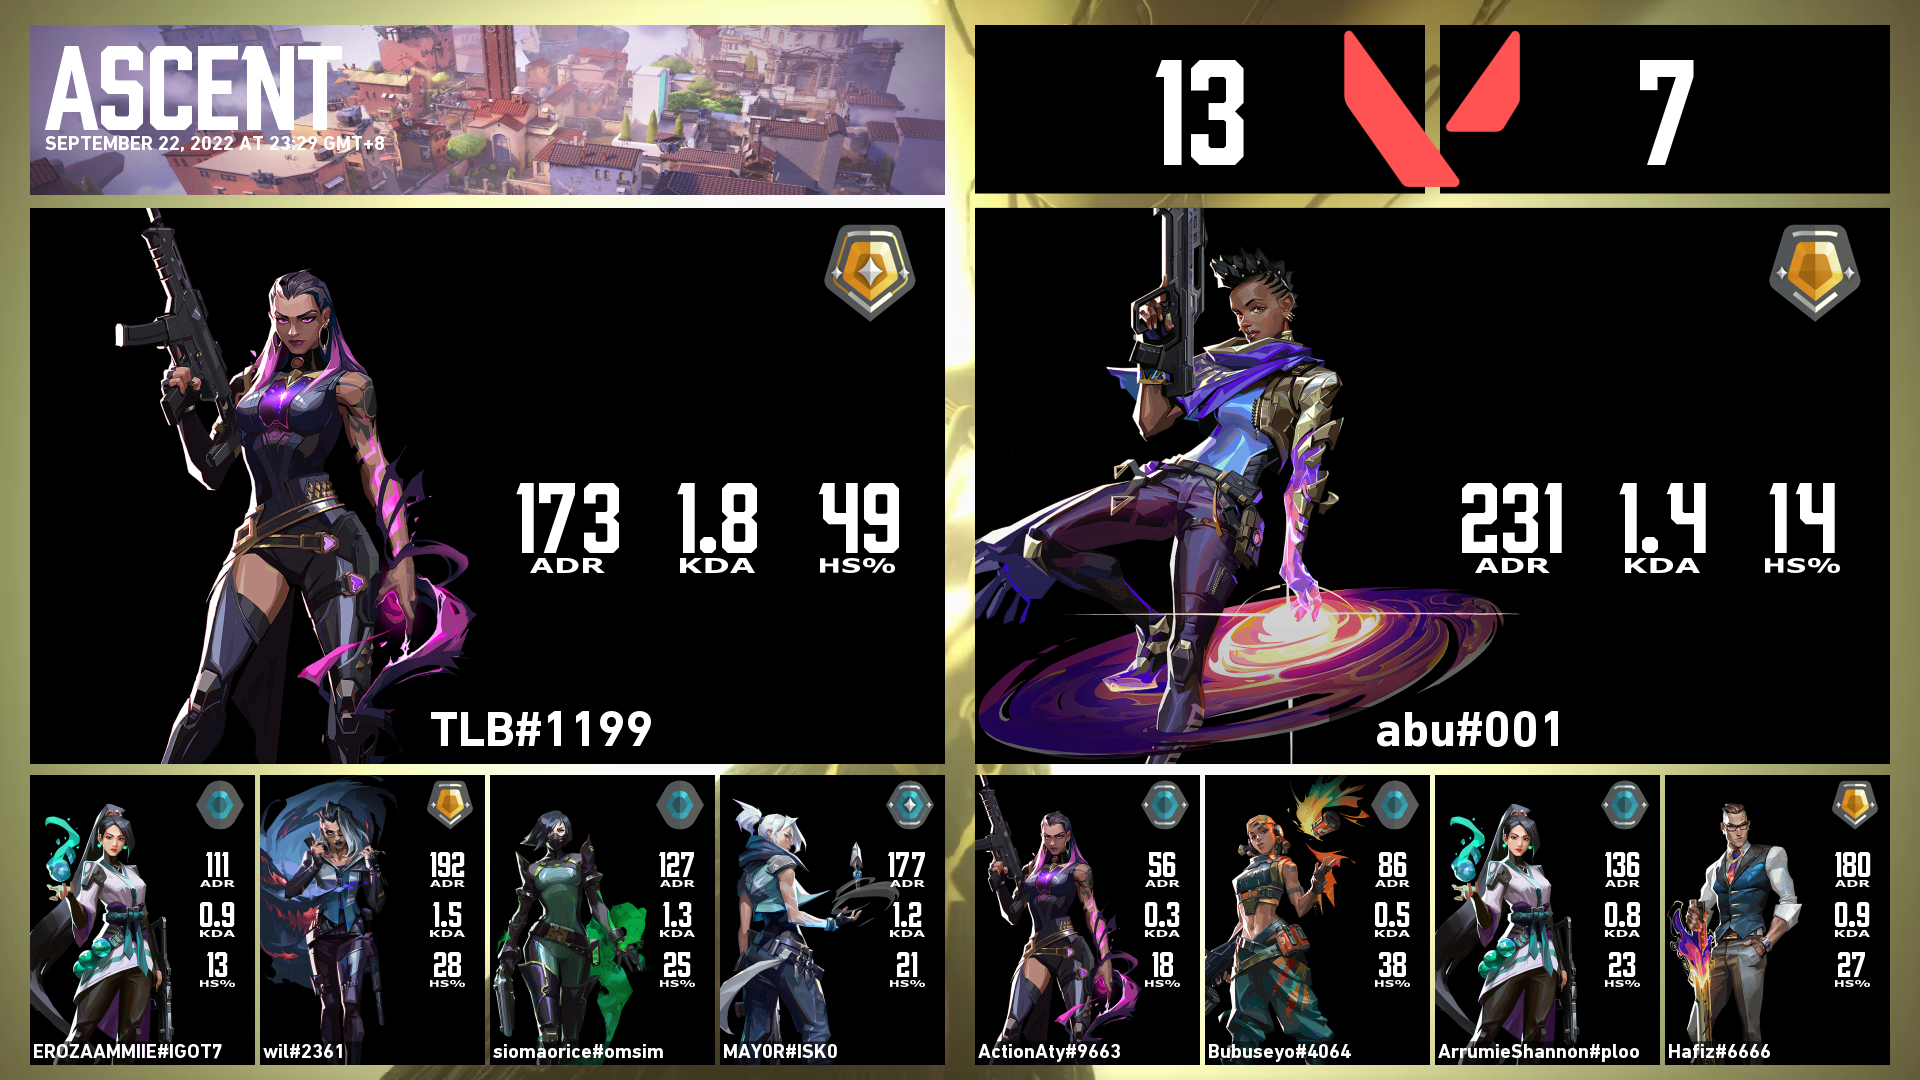 ASCENT
SEPTEMBER 22, 2022 AT 23:29 GMT+8
13
7
173 1.8 49
ADR KDA HS%
TLB#1199
231 1.4 14
ADR KDA HS%
abu#001
111
ADR
0.9
KDA
13
HS%
EROZAAMMIIE#IGOT7
192
ADR
1.5
KDA
28
HS%
wil#2361
127
ADR
1.3
KDA
25
HS%
siomaorice#omsim
177
ADR
1.2
KDA
21
HS%
MAY0R#ISK0
56
ADR
0.3
KDA
18
HS%
ActionAty#9663
86
ADR
0.5
KDA
38
HS%
Bubuseyo#4064
136
ADR
0.8
KDA
23
HS%
ArrumieShannon#ploo
180
ADR
0.9
KDA
27
HS%
Hafiz#6666